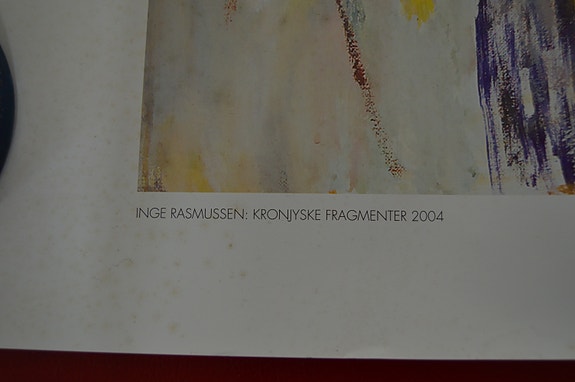 INGE RASMUSSEN: KRONJYSKE FRAGMENTER 2004